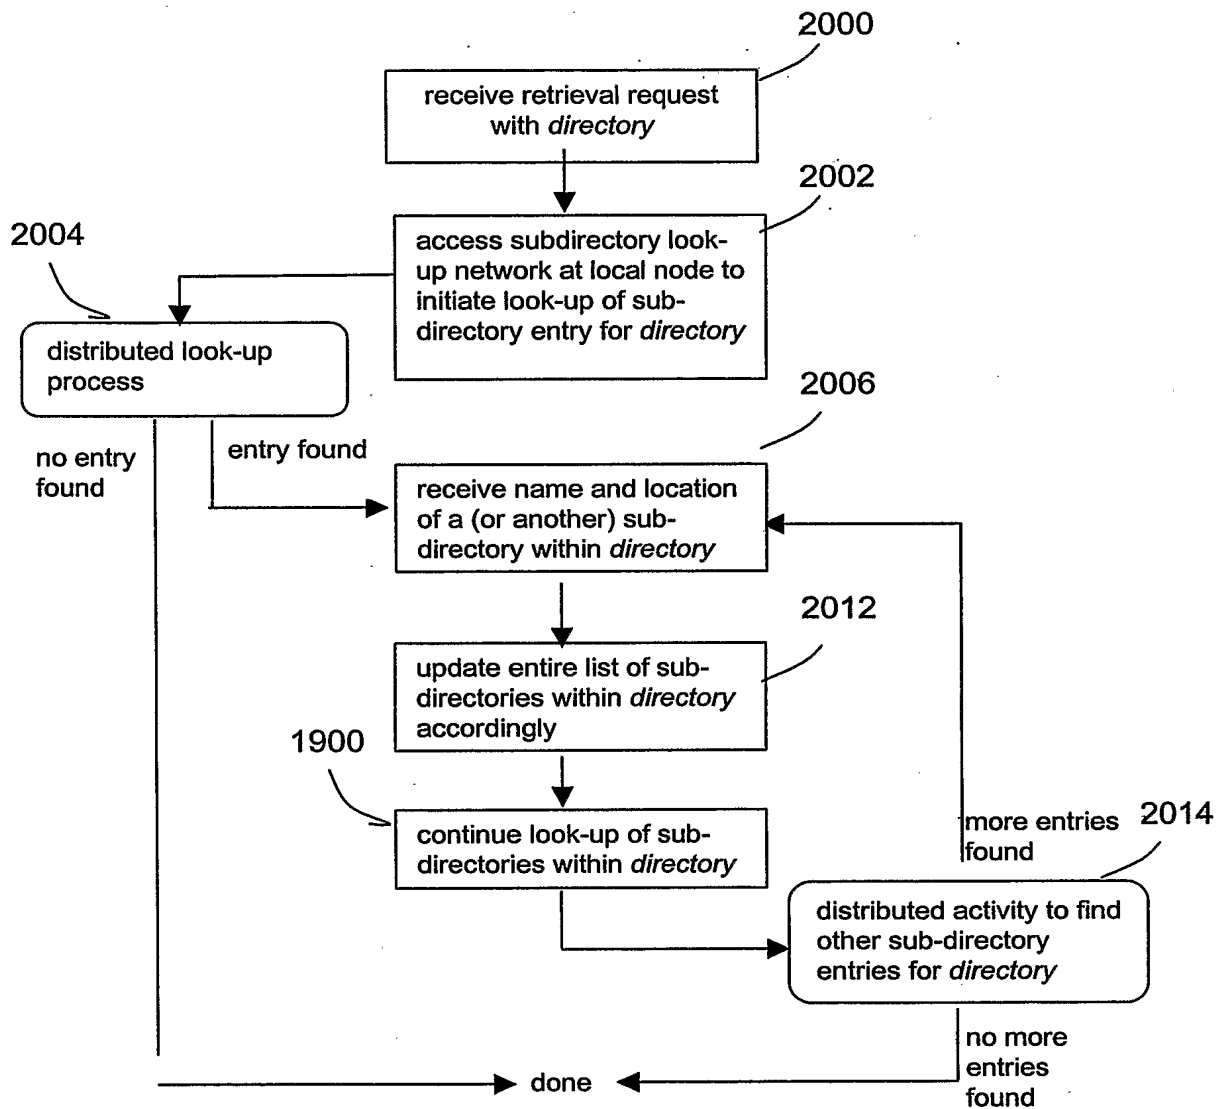 2000
receive retrieval request
with directory
2002
access subdirectory look-
up network at local node to
initiate look-up of sub-
directory entry for directory
2004
distributed look-up
process
no entry
found
entry found
2006
receive name and location
of a (or another) sub-
directory within directory
2012
update entire list of sub-
directories within directory
accordingly
1900
continue look-up of sub-
directories within directory
more entries
found
2014
distributed activity to find
other sub-directory
entries for directory
no more
entries
found
done